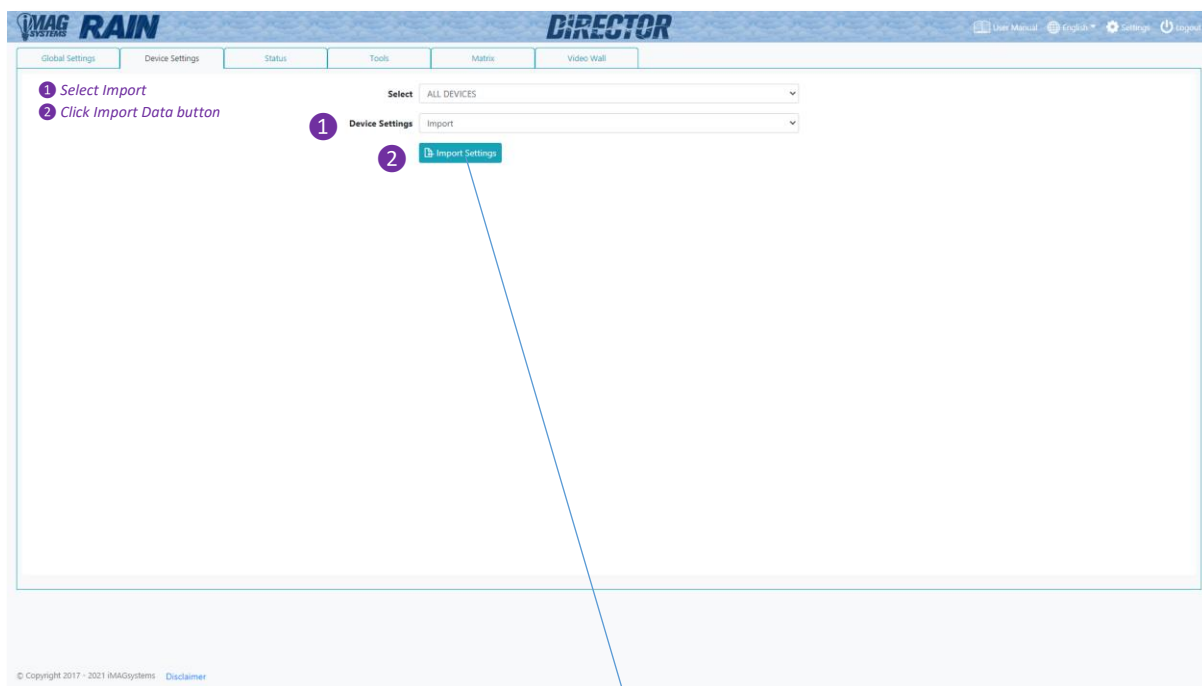 iMAG SYSTEMS RAIN
DiRECTOR
User Manual English Settings Logout
Global Settings Device Settings Status Tools Matrix Video Wall
1 Select Import
2 Click Import Data button
Select ALL DEVICES
1 Device Settings Import
2 Import Settings
© Copyright 2017 - 2021 iMAGsystems Disclaimer